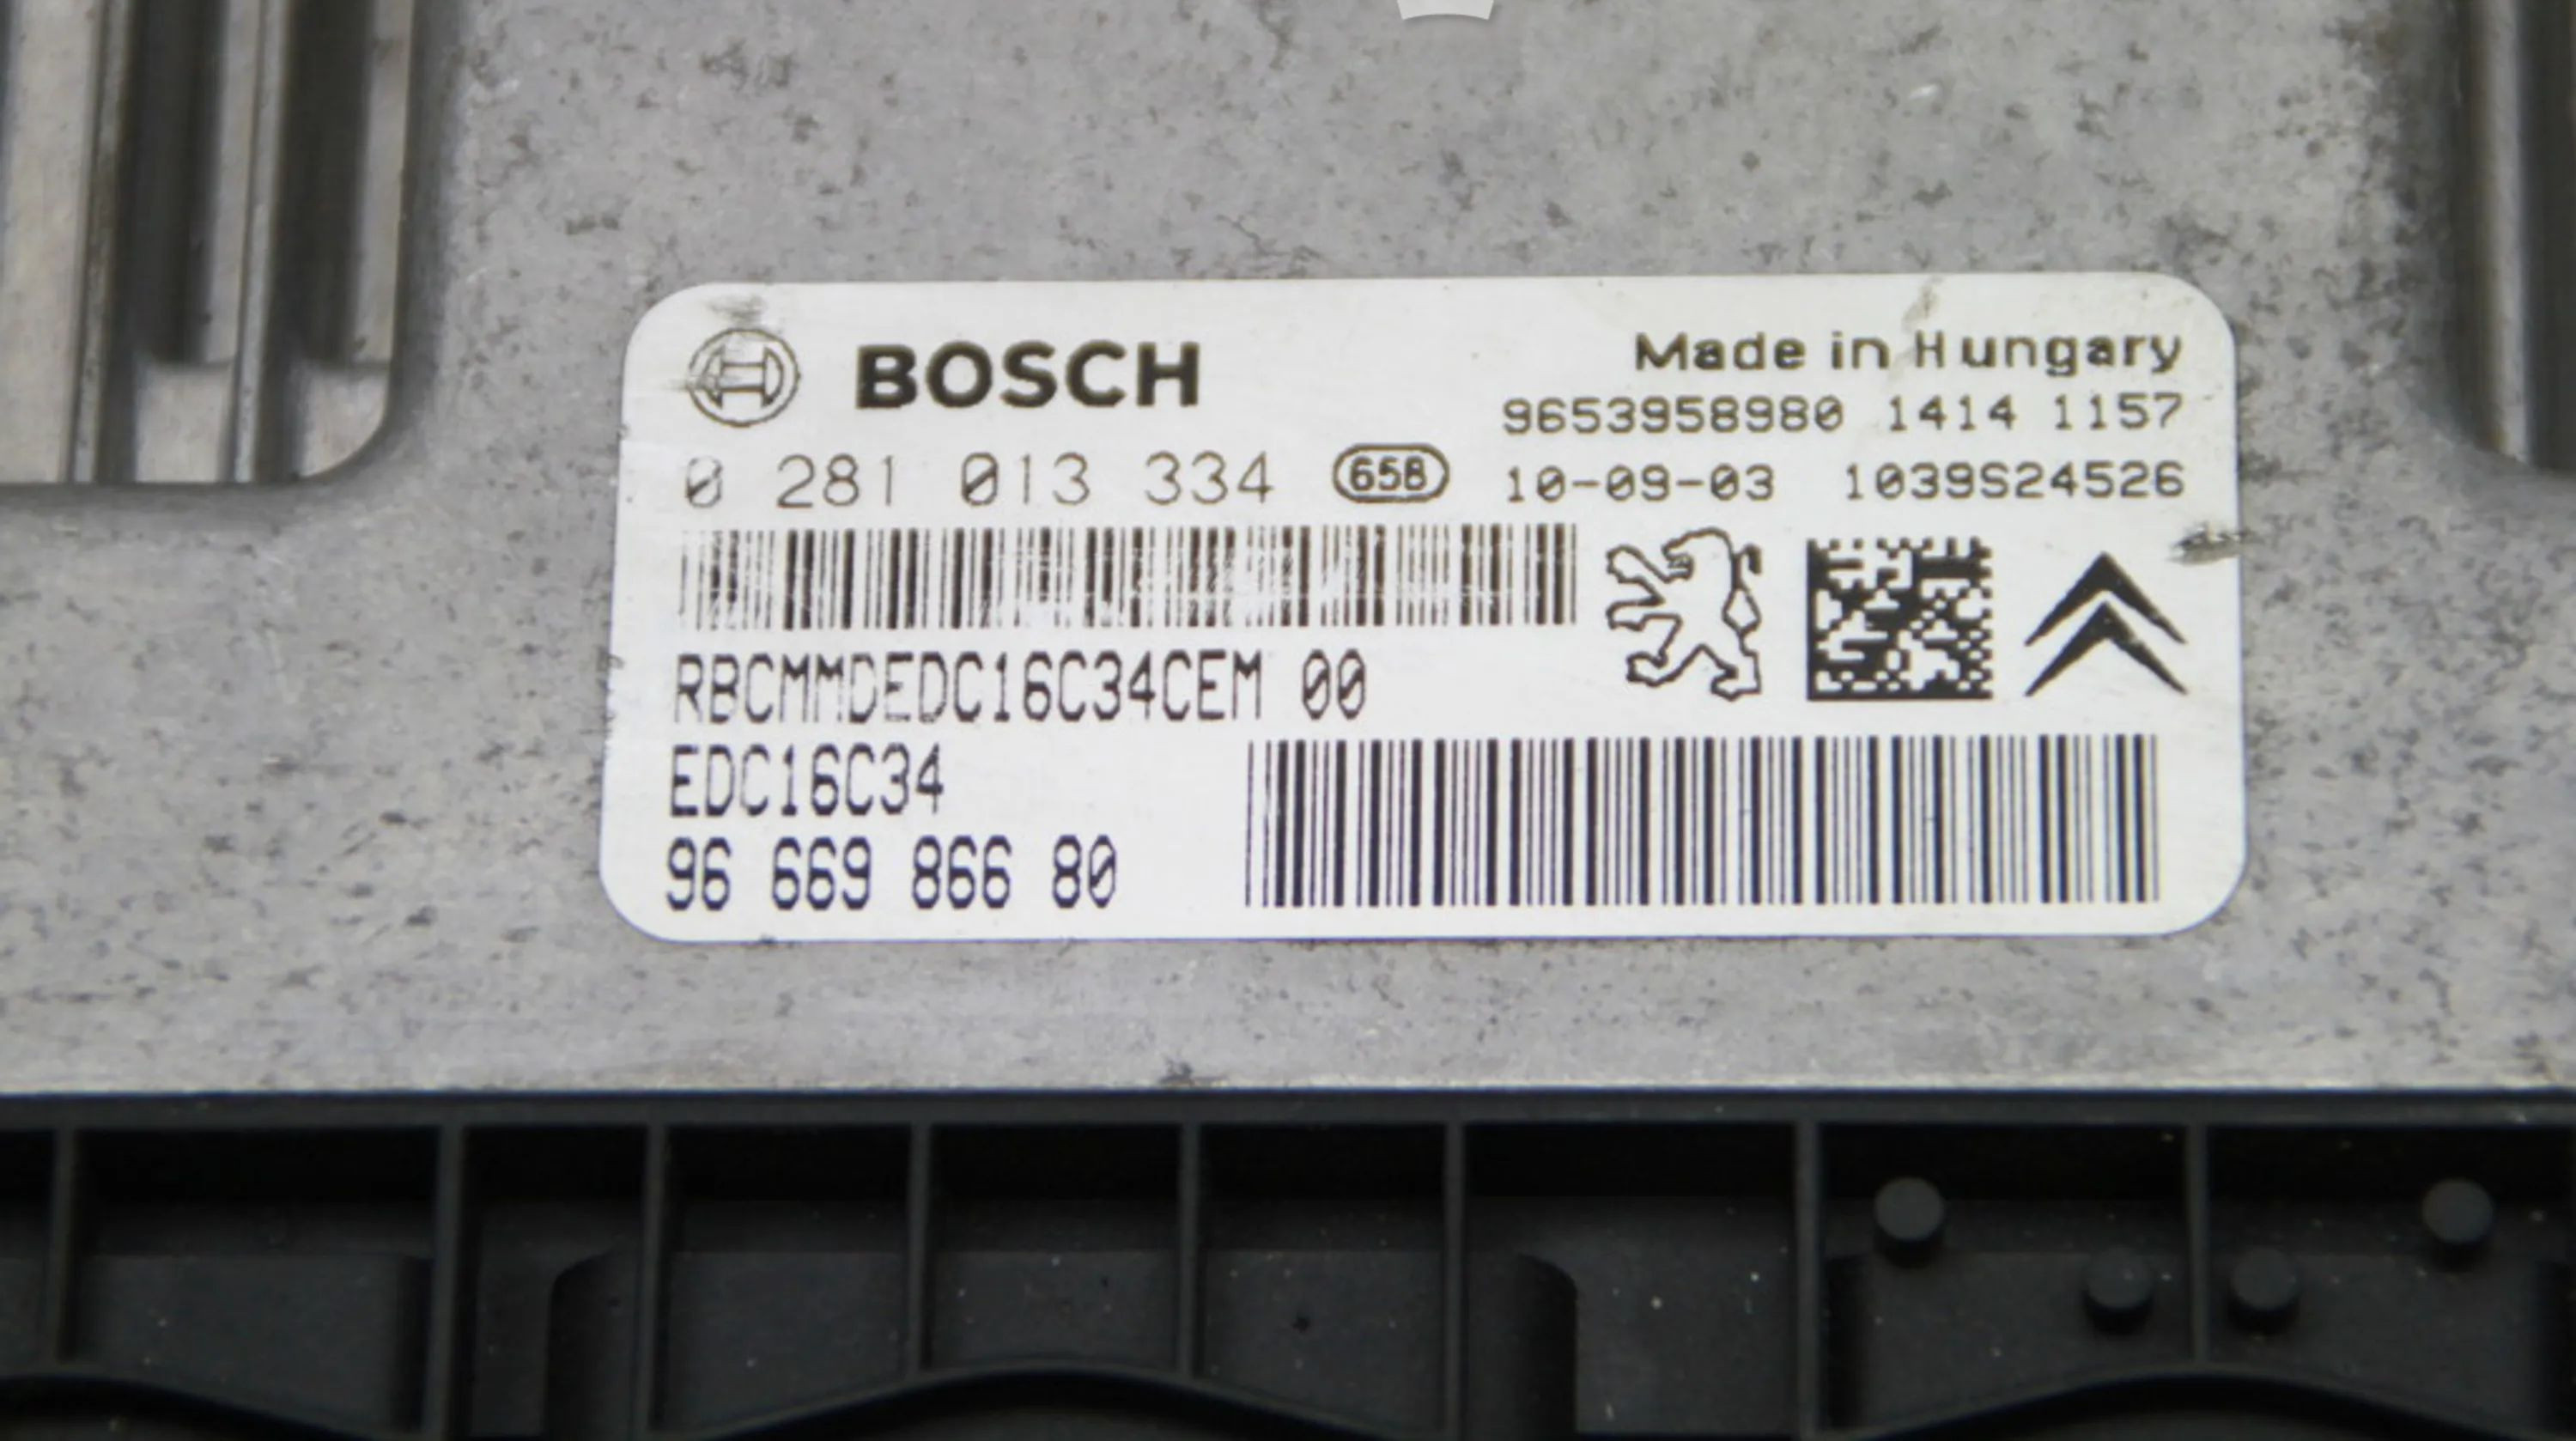 BOSCH
Made in Hungary
9653958980 1414 1157
0 281 013 334 658 10-09-03 1039S24526
RBCMMDEDC16C34CEM 00
EDC16C34
96 669 866 80